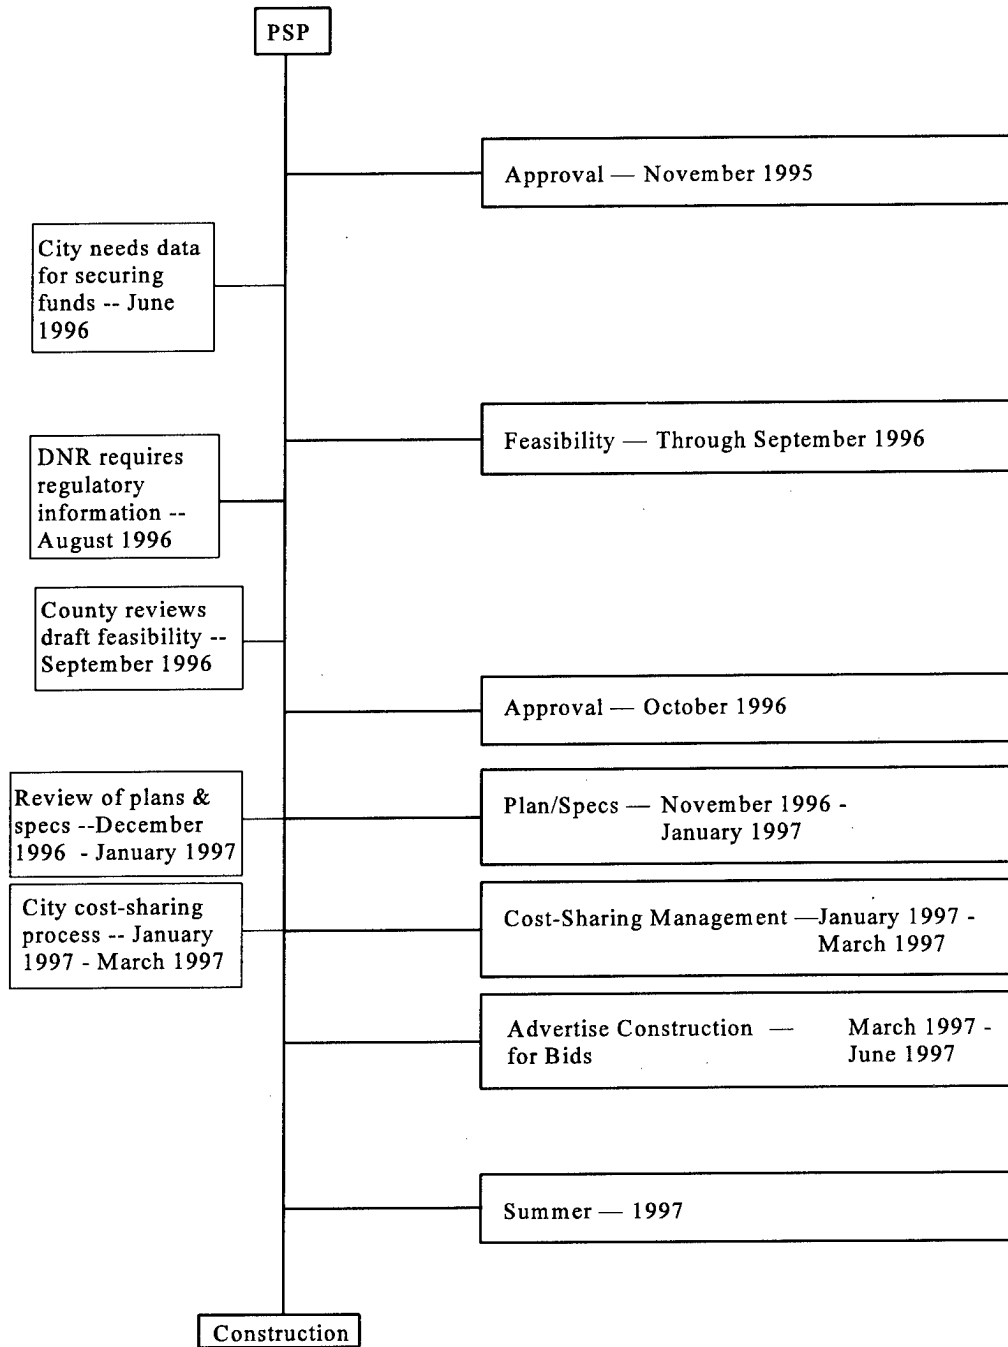 PSP
Approval — November 1995
City needs data
for securing
funds -- June
1996
Feasibility — Through September 1996
DNR requires
regulatory
information --
August 1996
County reviews
draft feasibility --
September 1996
Approval — October 1996
Review of plans &
specs --December
1996 - January 1997
Plan/Specs — November 1996 -
January 1997
City cost-sharing
process -- January
1997 - March 1997
Cost-Sharing Management —January 1997 -
March 1997
Advertise Construction — March 1997 -
for Bids June 1997
Summer — 1997
Construction